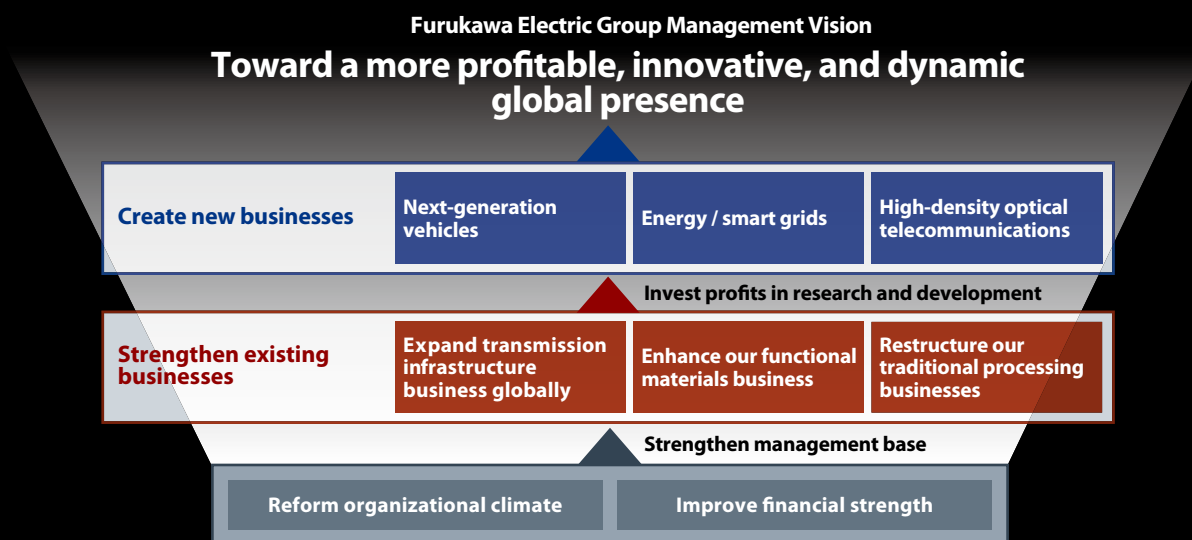 Furukawa Electric Group Management Vision
Toward a more profitable, innovative, and dynamic
global presence
Create new businesses
Next-generation
vehicles
Energy / smart grids
High-density optical
telecommunications
Invest profits in research and development
Strengthen existing
businesses
Expand transmission
infrastructure
business globally
Enhance our functional
materials business
Restructure our
traditional processing
businesses
Strengthen management base
Reform organizational climate
Improve financial strength